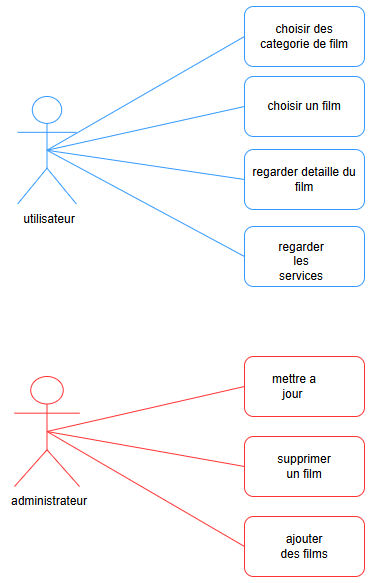 choisir des
categorie de film
choisir un film
regarder detaille du
film
utilisateur
regarder
les
services
mettre a
jour
supprimer
un film
administrateur
ajouter
des films